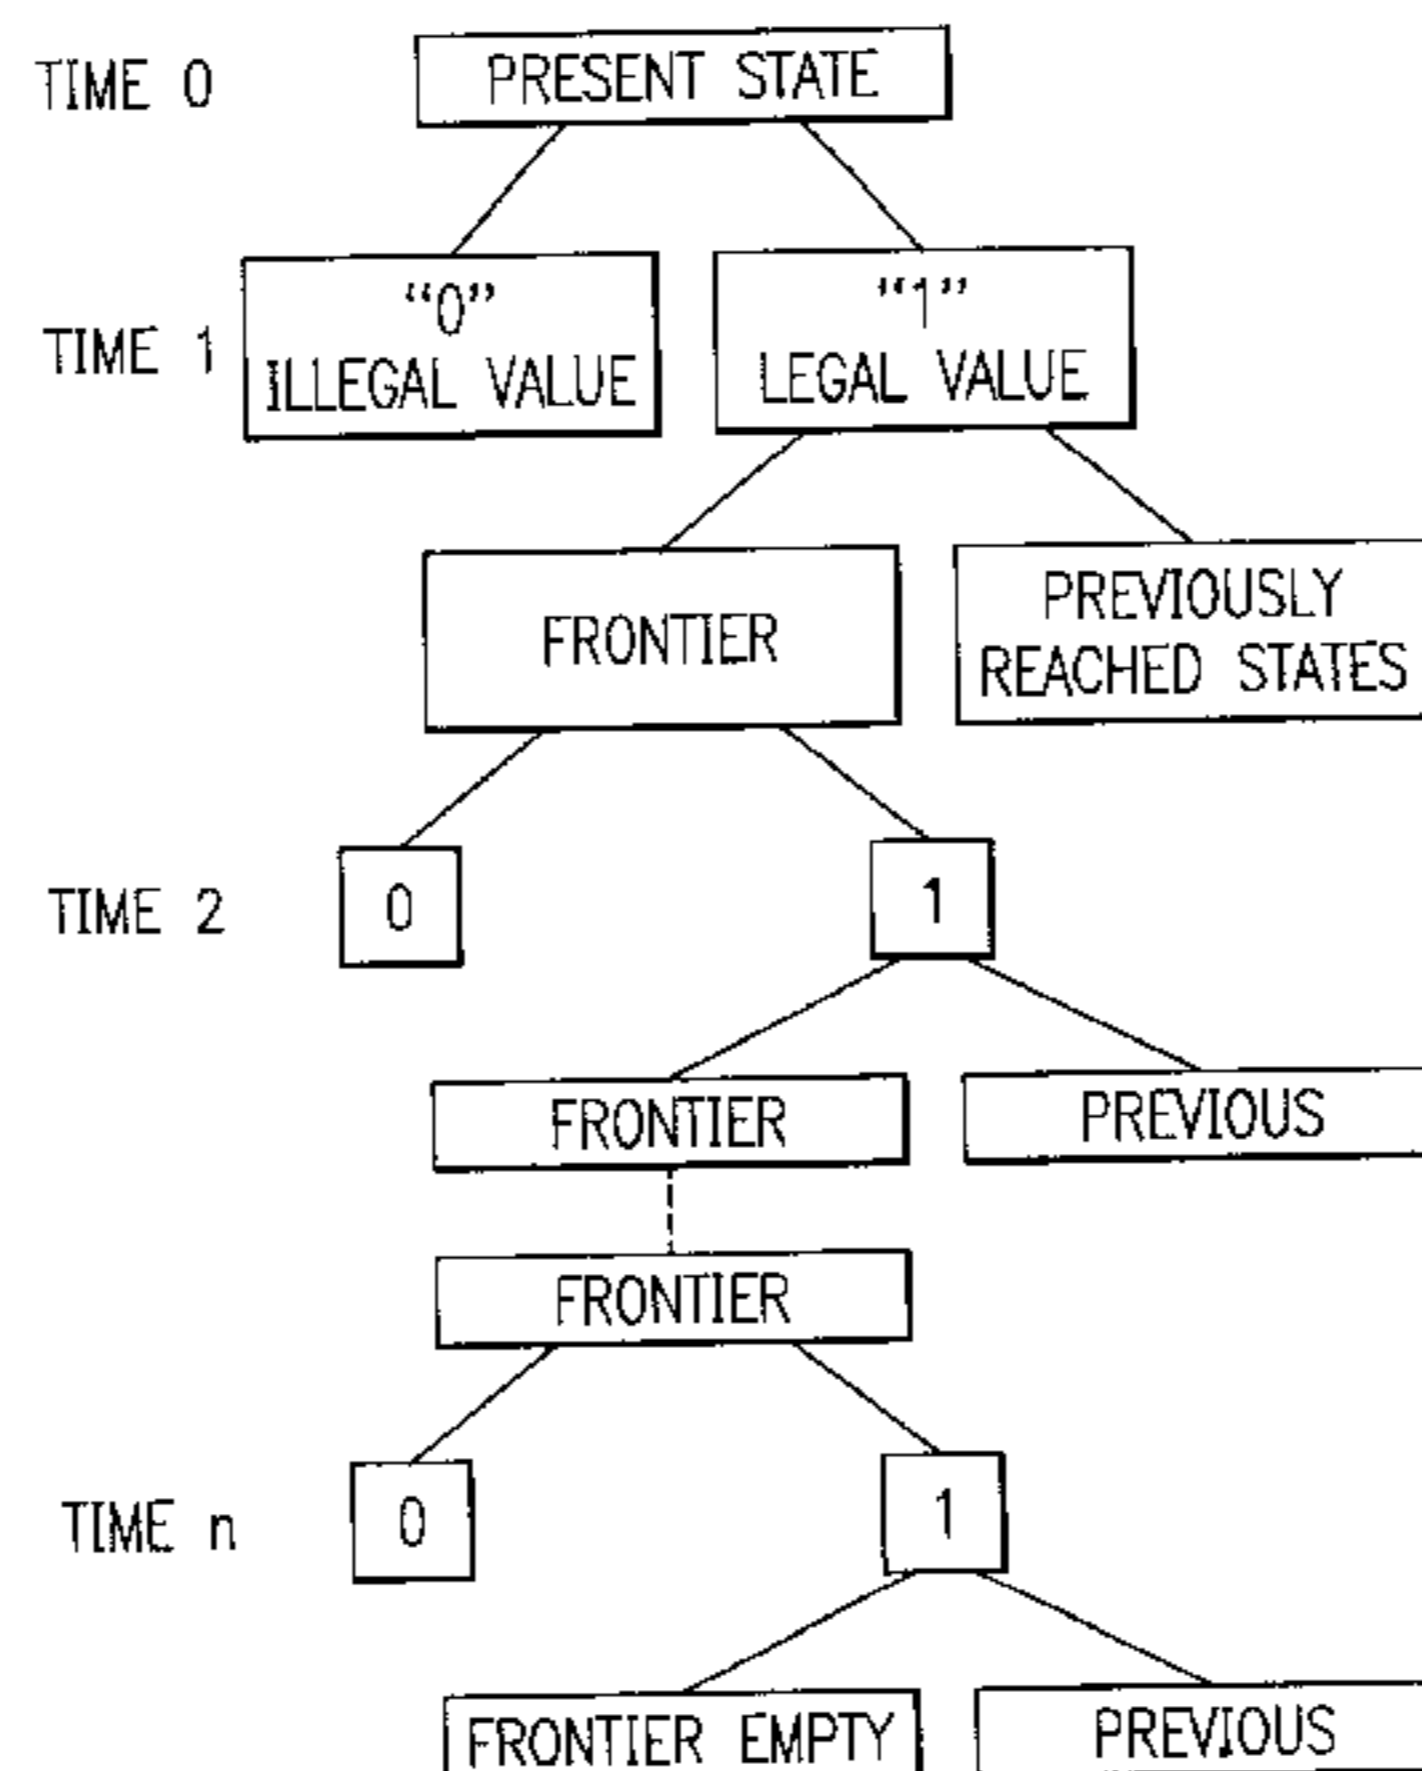 TIME 0
PRESENT STATE
TIME 1
“0”
ILLEGAL VALUE
“1”
LEGAL VALUE
FRONTIER
PREVIOUSLY
REACHED STATES
TIME 2
0
1
FRONTIER
PREVIOUS
FRONTIER
TIME n
0
1
FRONTIER EMPTY
PREVIOUS